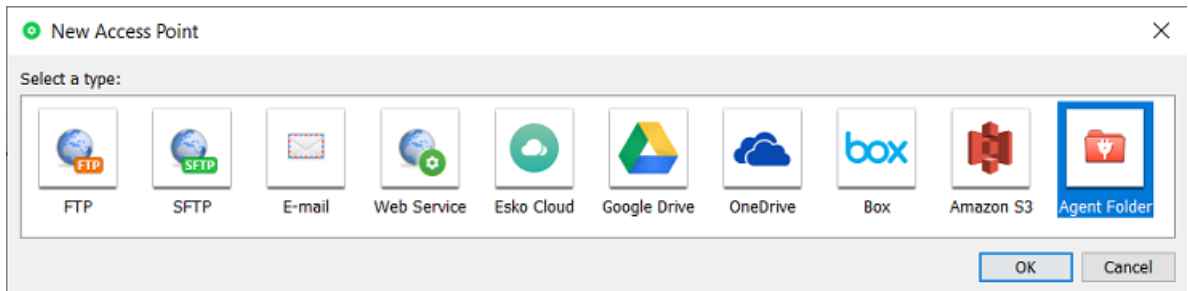 New Access Point
Select a type:
FTP
SFTP
box
FTP
SFTP
E-mail
Web Service
Esko Cloud
Google Drive
OneDrive
Box
Amazon S3
Agent Folder
OK
Cancel